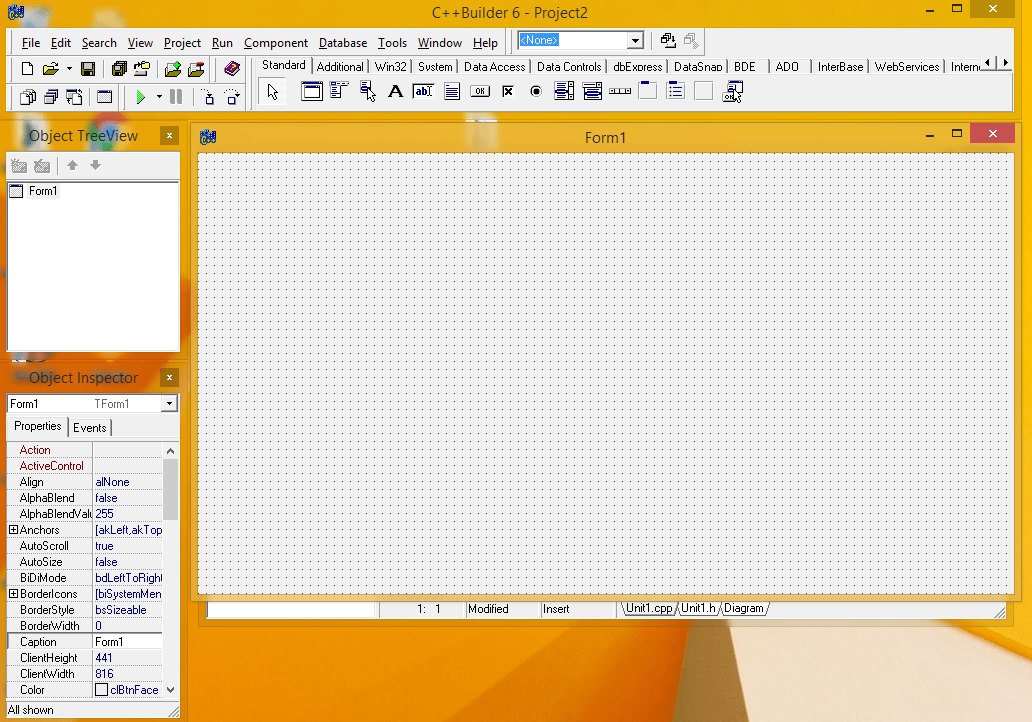 C++Builder 6 - Project2
File Edit Search View Project Run Component Database Tools Window Help
<None>
Standard Additional Win32 System Data Access Data Controls dbExpress DataSnap BDE ADO InterBase WebServices Intern
A ab OK
Object TreeView
Form1
Form1
Object Inspector
Form1 TForm1
Properties Events
Action
ActiveControl
Align alNone
AlphaBlend false
AlphaBlendValu 255
Anchors [akLeft,akTop
AutoScroll true
AutoSize false
BiDiMode bdLeftToRight
BorderIcons [biSystemMen
BorderStyle bsSizeable
BorderWidth 0
Caption Form1
ClientHeight 441
ClientWidth 816
Color clBtnFace
All shown
1: 1 Modified Insert Unit1.cpp Unit1.h Diagram